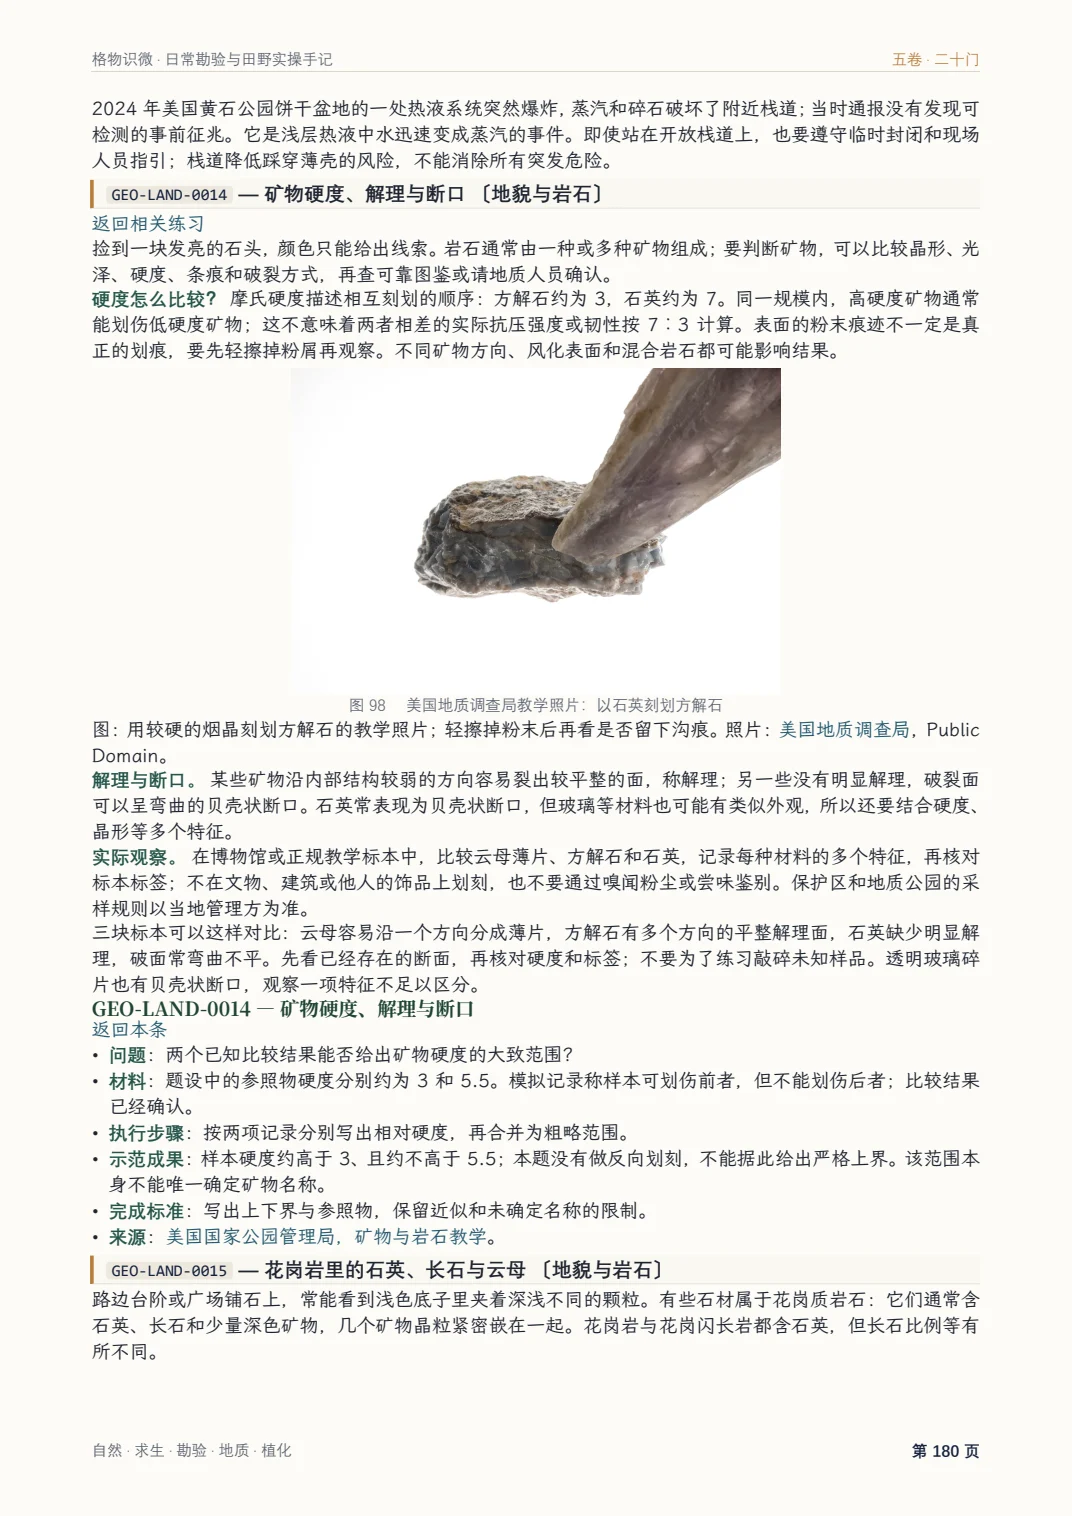 格物识微 · 日常勘验与田野实操手记
五卷 · 二十门
2024 年美国黄石公园饼干盆地的一处热液系统突然爆炸，蒸汽和碎石破坏了附近栈道；当时通报没有发现可
检测的事前征兆。它是浅层热液中水迅速变成蒸汽的事件。即使站在开放栈道上，也要遵守临时封闭和现场
人员指引；栈道降低踩穿薄壳的风险，不能消除所有突发危险。
GEO-LAND-0014 — 矿物硬度、解理与断口 〔地貌与岩石〕
返回相关练习
捡到一块发亮的石头，颜色只能给出线索。岩石通常由一种或多种矿物组成；要判断矿物，可以比较晶形、光
泽、硬度、条痕和破裂方式，再查可靠图鉴或请地质人员确认。
硬度怎么比较？ 摩氏硬度描述相互刻划的顺序：方解石约为 3，石英约为 7。同一规模内，高硬度矿物通常
能划伤低硬度矿物；这不意味着两者相差的实际抗压强度或韧性按 7∶3 计算。表面的粉末痕迹不一定是真
正的划痕，要先轻擦掉粉屑再观察。不同矿物方向、风化表面和混合岩石都可能影响结果。
图 98 美国地质调查局教学照片：以石英刻划方解石
图：用较硬的烟晶刻划方解石的教学照片；轻擦掉粉末后再看是否留下沟痕。照片：美国地质调查局，Public
Domain。
解理与断口。 某些矿物沿内部结构较弱的方向容易裂出较平整的面，称解理；另一些没有明显解理，破裂面
可以呈弯曲的贝壳状断口。石英常表现为贝壳状断口，但玻璃等材料也可能有类似外观，所以还要结合硬度、
晶形等多个特征。
实际观察。 在博物馆或正规教学标本中，比较云母薄片、方解石和石英，记录每种材料的多个特征，再核对
标本标签；不在文物、建筑或他人的饰品上划刻，也不要通过嗅闻粉尘或尝味鉴别。保护区和地质公园的采
样规则以当地管理方为准。
三块标本可以这样对比：云母容易沿一个方向分成薄片，方解石有多个方向的平整解理面，石英缺少明显解
理，破面常弯曲不平。先看已经存在的断面，再核对硬度和标签；不要为了练习敲碎未知样品。透明玻璃碎
片也有贝壳状断口，观察一项特征不足以区分。
GEO-LAND-0014 — 矿物硬度、解理与断口
返回本条
• 问题：两个已知比较结果能否给出矿物硬度的大致范围？
• 材料：题设中的参照物硬度分别约为 3 和 5.5。模拟记录称样本可划伤前者，但不能划伤后者；比较结果
已经确认。
• 执行步骤：按两项记录分别写出相对硬度，再合并为粗略范围。
• 示范成果：样本硬度约高于 3、且约不高于 5.5；本题没有做反向划刻，不能据此给出严格上界。该范围本
身不能唯一确定矿物名称。
• 完成标准：写出上下界与参照物，保留近似和未确定名称的限制。
• 来源：美国国家公园管理局，矿物与岩石教学。
GEO-LAND-0015 — 花岗岩里的石英、长石与云母 〔地貌与岩石〕
路边台阶或广场铺石上，常能看到浅色底子里夹着深浅不同的颗粒。有些石材属于花岗质岩石：它们通常含
石英、长石和少量深色矿物，几个矿物晶粒紧密嵌在一起。花岗岩与花岗闪长岩都含石英，但长石比例等有
所不同。
自然 · 求生 · 勘验 · 地质 · 植化
第 180 页